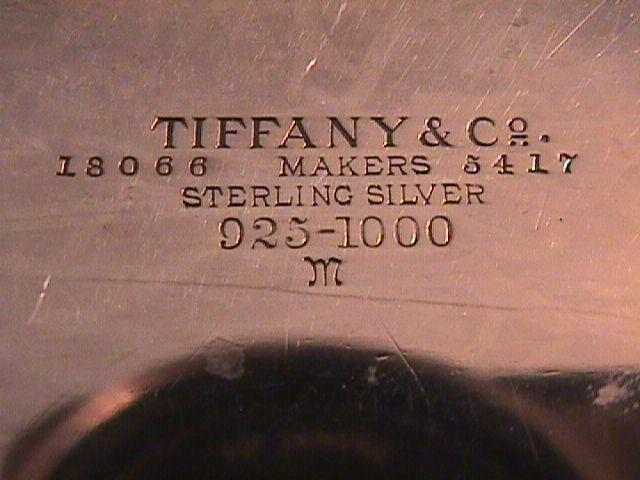 TIFFANY & Co.
18066 MAKERS 5417
STERLING SILVER
925-1000
M